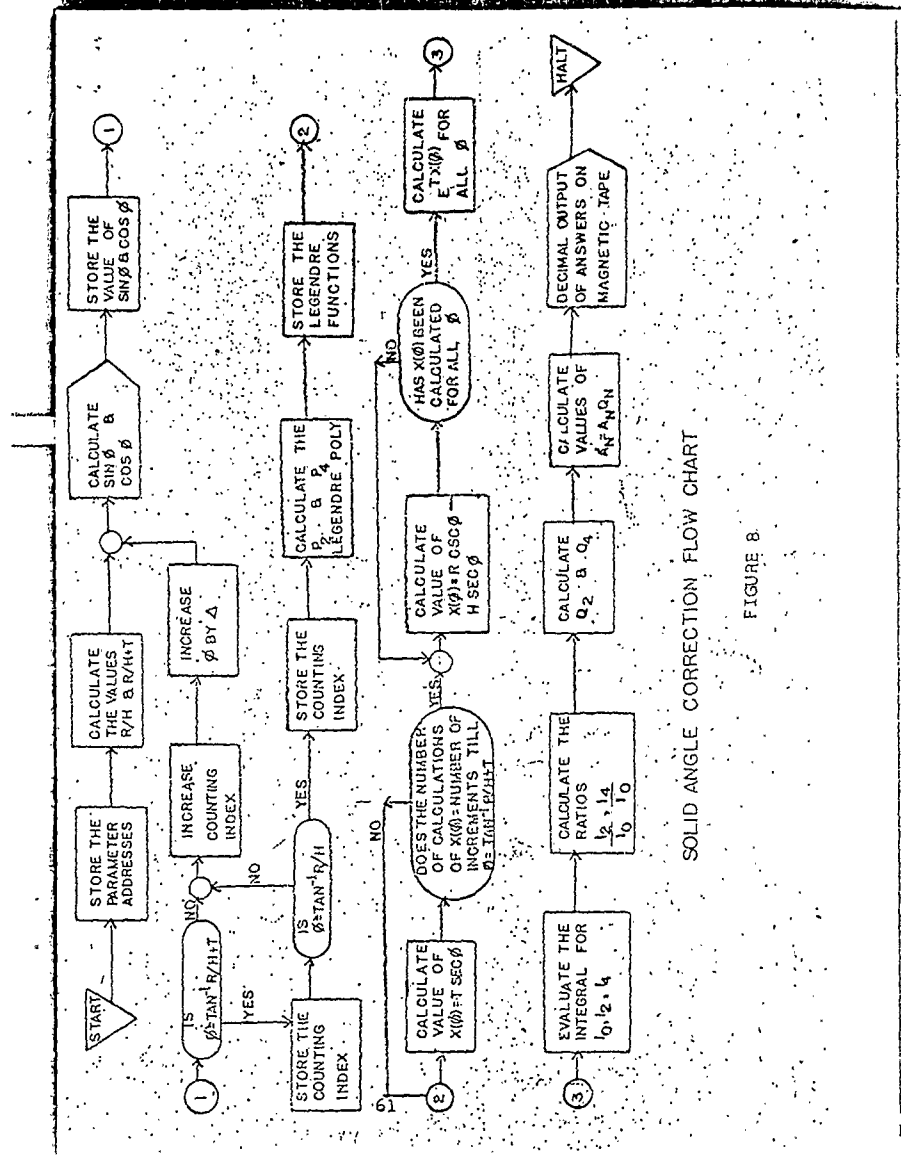 START
STORE THE
PARAMETER
ADDRESSES
CALCULATE
THE VALUES
R/H & R/H+T
CALCULATE
SIN Ø &
COS Ø
STORE THE
VALUE OF
SIN Ø & COS Ø
1
1
IS
Ø=TAN⁻¹ R/H+T
NO
YES
INCREASE
COUNTING
INDEX
INCREASE
Ø BY Δ
STORE THE
COUNTING
INDEX
IS
Ø=TAN⁻¹ R/H
NO
YES
STORE THE
COUNTING
INDEX
CALCULATE THE
P₂ & P₄
LEGENDRE POLY
STORE THE
LEGENDRE
FUNCTIONS
2
2
CALCULATE
VALUE OF
X(Ø)=T SEC Ø
NO
DOES THE NUMBER
OF CALCULATIONS
OF X(Ø)=NUMBER OF
INCREMENTS TILL
Ø=TAN⁻¹ R/H+T
YES
CALCULATE
VALUE OF
X(Ø)=R CSC Ø—
H SEC Ø
NO
HAS X(Ø) BEEN
CALCULATED
FOR ALL Ø
YES
CALCULATE
E^TX(Ø) FOR
ALL Ø
3
3
EVALUATE THE
INTEGRAL FOR
I₀, I₂, I₄
CALCULATE THE
RATIOS
I₂/I₀, I₄/I₀
CALCULATE
Q₂ & Q₄
CALCULATE
VALUES OF
=AₙQₙ
DECIMAL OUTPUT
OF ANSWERS ON
MAGNETIC TAPE
HALT
SOLID ANGLE CORRECTION FLOW CHART
FIGURE 8.
61